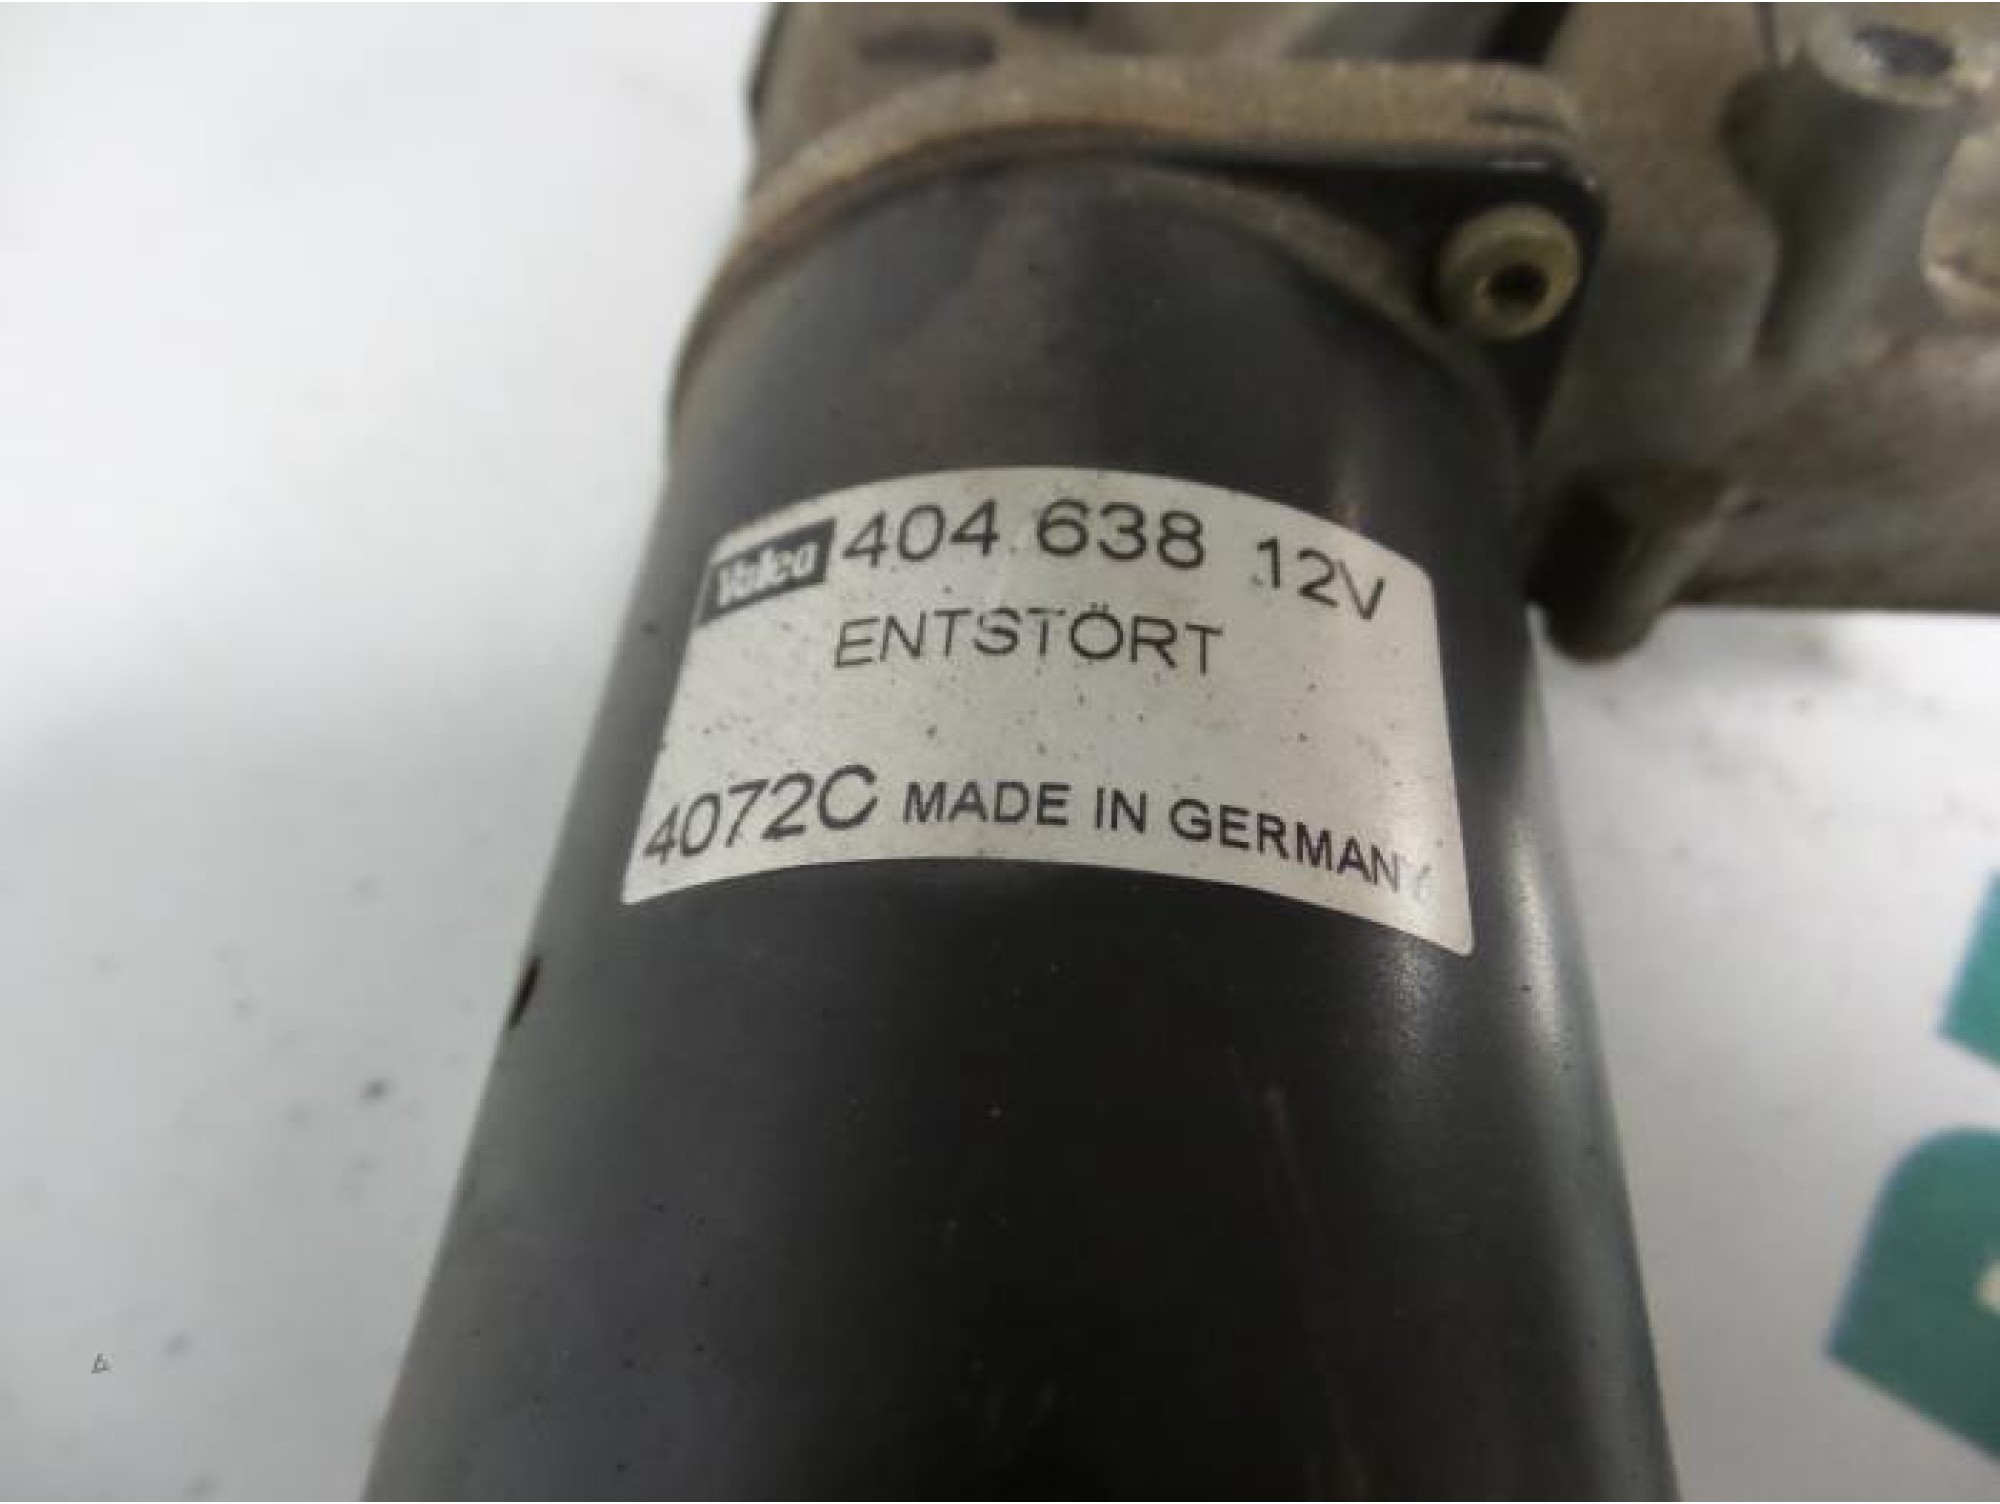 Valeo 404.638 12V
ENTSTÖRT
4072C MADE IN GERMANY